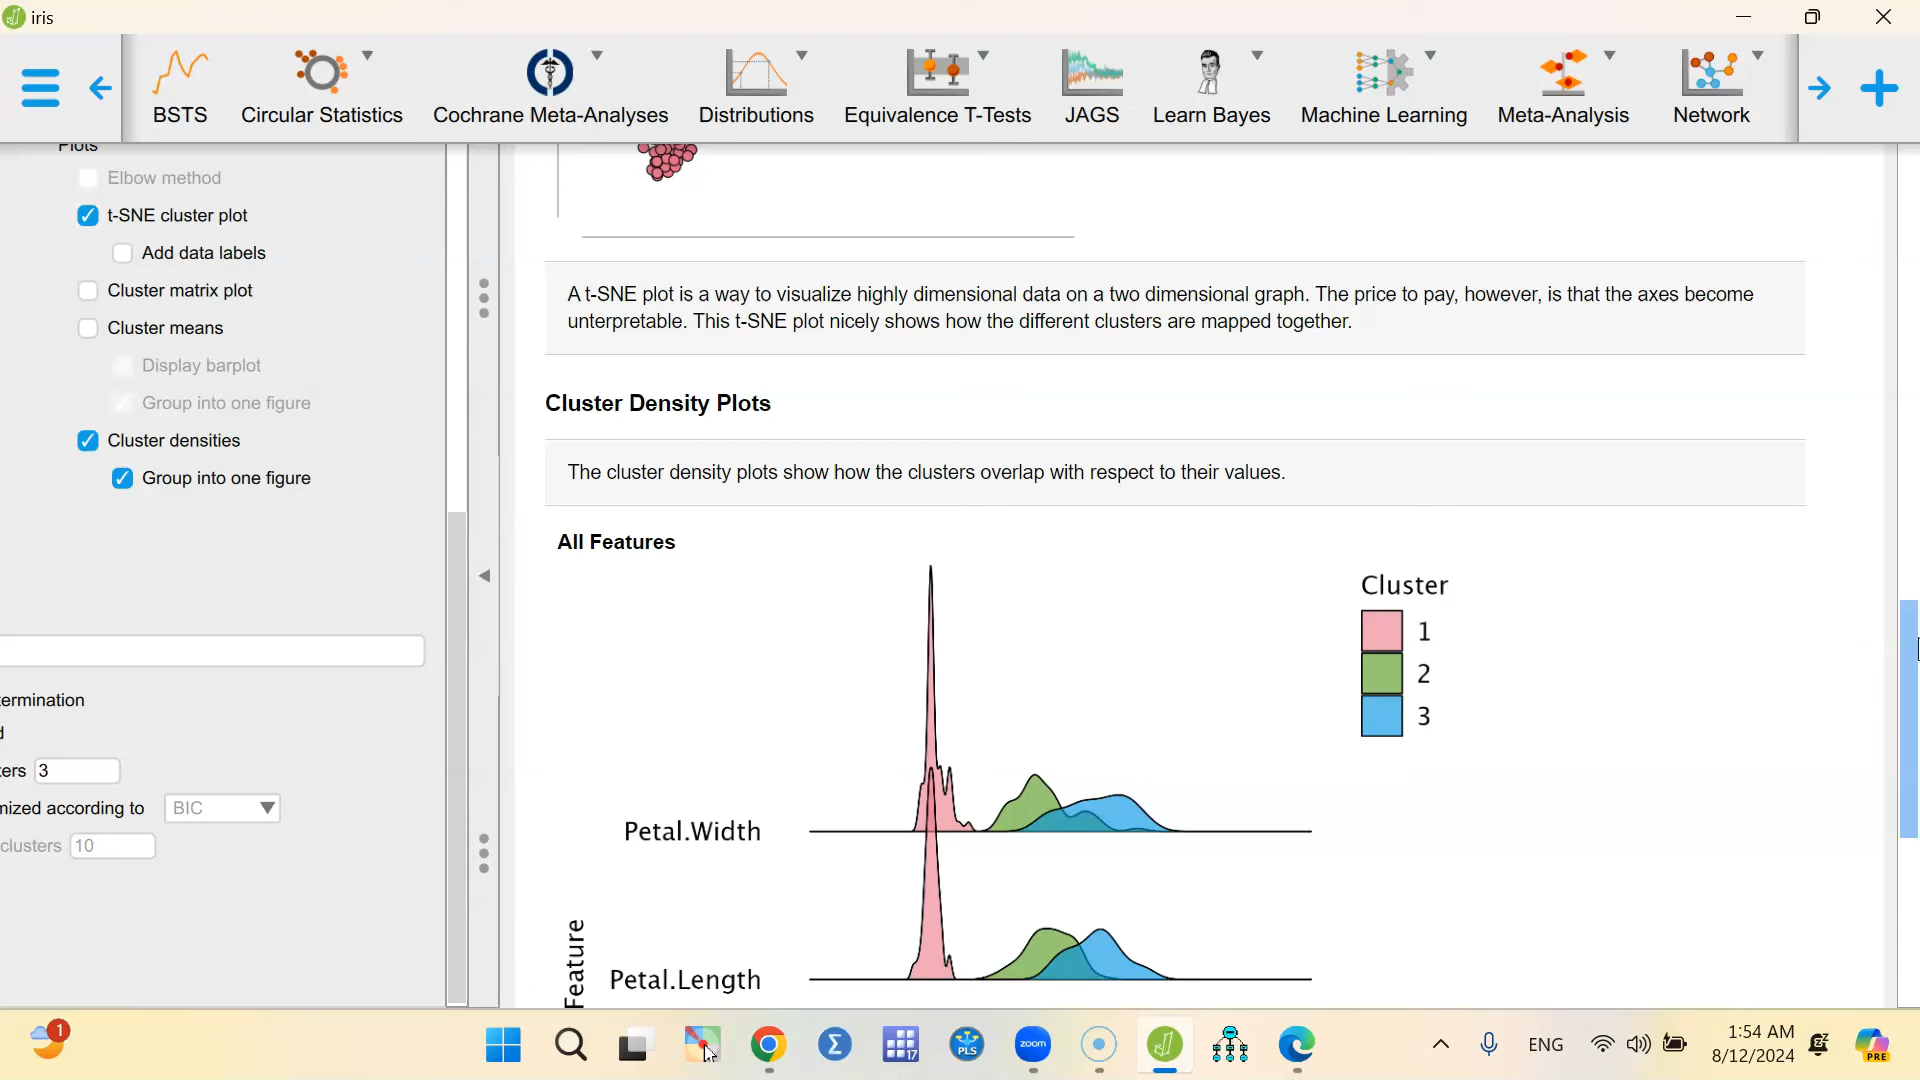 iris
BSTS
Circular Statistics
Cochrane Meta-Analyses
Distributions
Equivalence T-Tests
JAGS
Learn Bayes
Machine Learning
Meta-Analysis
Network
Plots
Elbow method
t-SNE cluster plot
Add data labels
Cluster matrix plot
Cluster means
Display barplot
Group into one figure
Cluster densities
Group into one figure
ermination
d
ers 3
nized according to BIC
clusters 10
A t-SNE plot is a way to visualize highly dimensional data on a two dimensional graph. The price to pay, however, is that the axes become
unterpretable. This t-SNE plot nicely shows how the different clusters are mapped together.
Cluster Density Plots
The cluster density plots show how the clusters overlap with respect to their values.
All Features
Cluster
1
2
3
Petal.Width
Petal.Length
Feature
1
17
PLS
zoom
ENG
1:54 AM
8/12/2024
PRE